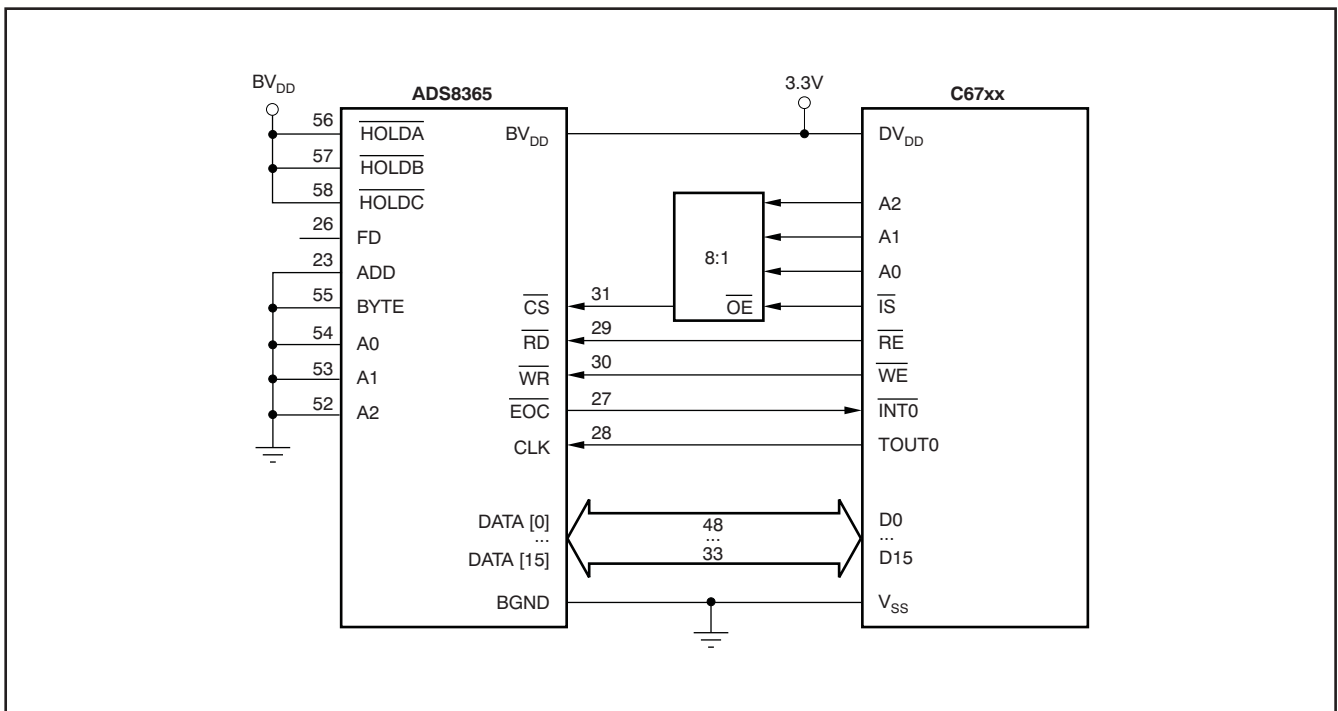 BVDD
ADS8365
3.3V
C67xx
56
HOLDA
57
HOLDB
58
HOLDC
26
FD
23
ADD
55
BYTE
54
A0
53
A1
52
A2
BVDD
CS
31
RD
29
WR
30
EOC
27
CLK
28
DATA [0]
...
DATA [15]
BGND
8:1
OE
48
...
33
DVDD
A2
A1
A0
IS
RE
WE
INT0
TOUT0
D0
...
D15
VSS